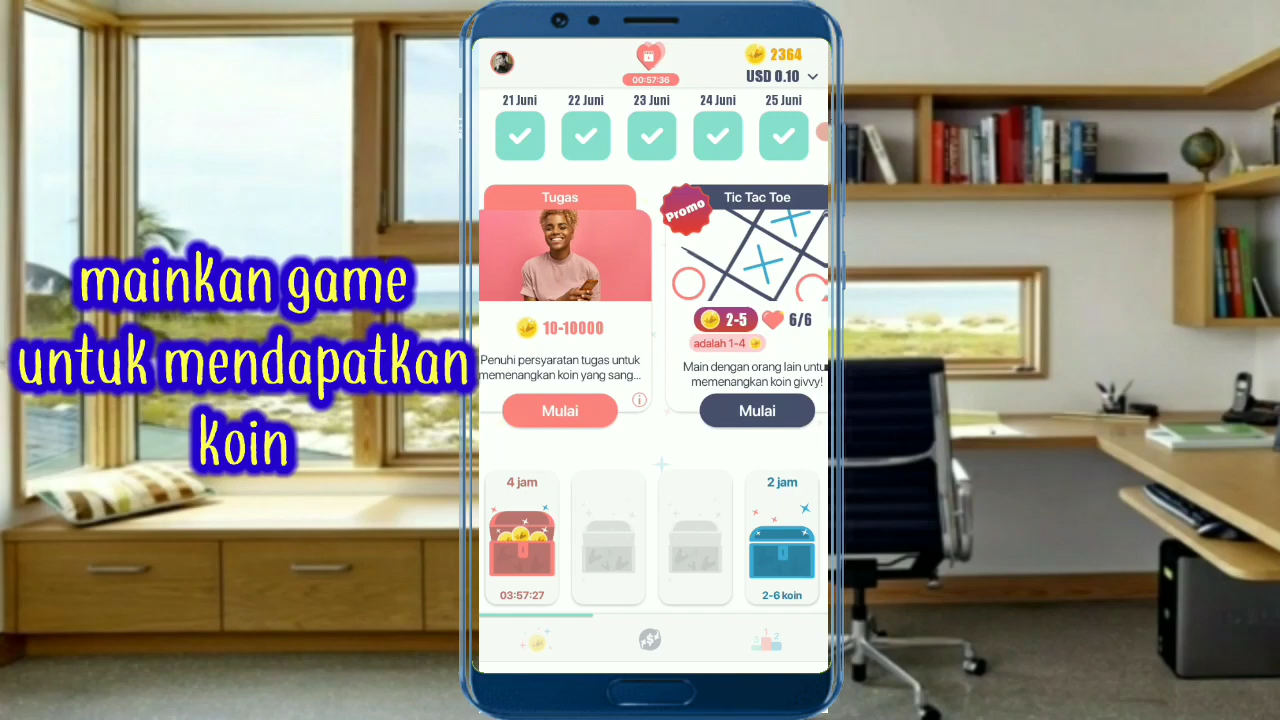 mainkan game
untuk mendapatkan
koin
2364
00:57:36
USD 0.10
21 Juni
22 Juni
23 Juni
24 Juni
25 Juni
Tugas
Promo
Tic Tac Toe
10-10000
2-5
6/6
adalah 1-4
Penuhi persyaratan tugas untuk
memenangkan koin yang sang...
Main dengan orang lain untu
memenangkan koin givvy!
Mulai
Mulai
4 jam
2 jam
03:57:27
2-6 koin
3 1 2